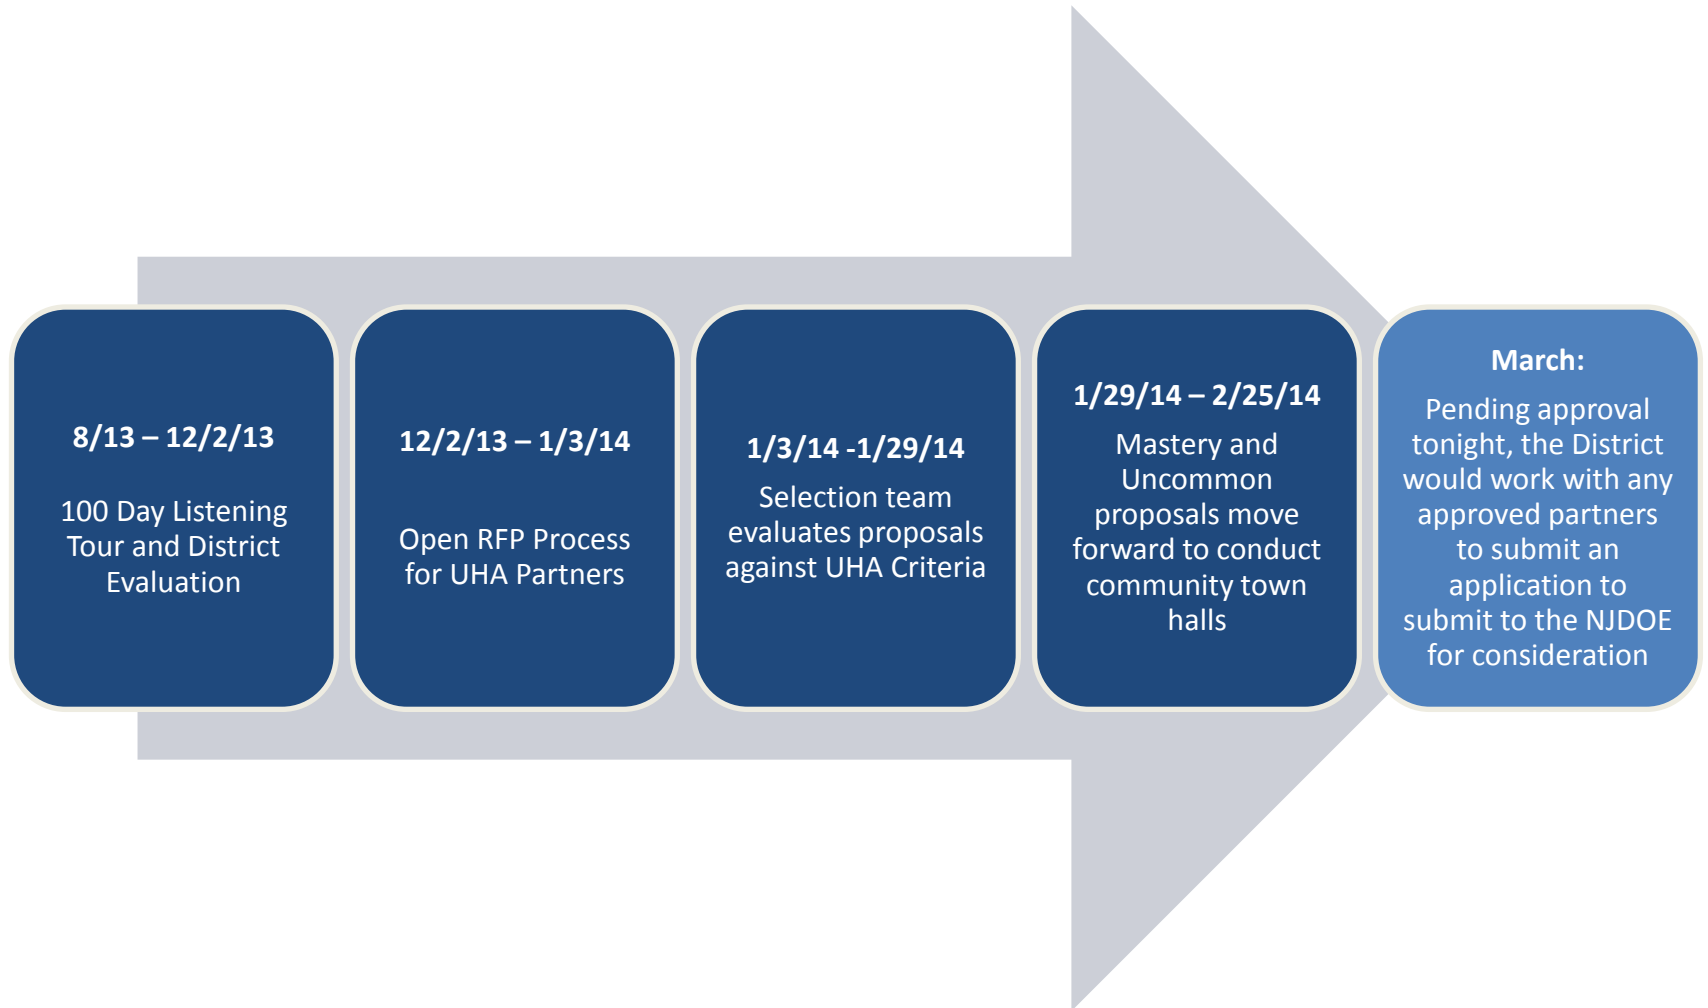 8/13 – 12/2/13
100 Day Listening
Tour and District
Evaluation
12/2/13 – 1/3/14
Open RFP Process
for UHA Partners
1/3/14 -1/29/14
Selection team
evaluates proposals
against UHA Criteria
1/29/14 – 2/25/14
Mastery and
Uncommon
proposals move
forward to conduct
community town
halls
March:
Pending approval
tonight, the District
would work with any
approved partners
to submit an
application to
submit to the NJDOE
for consideration